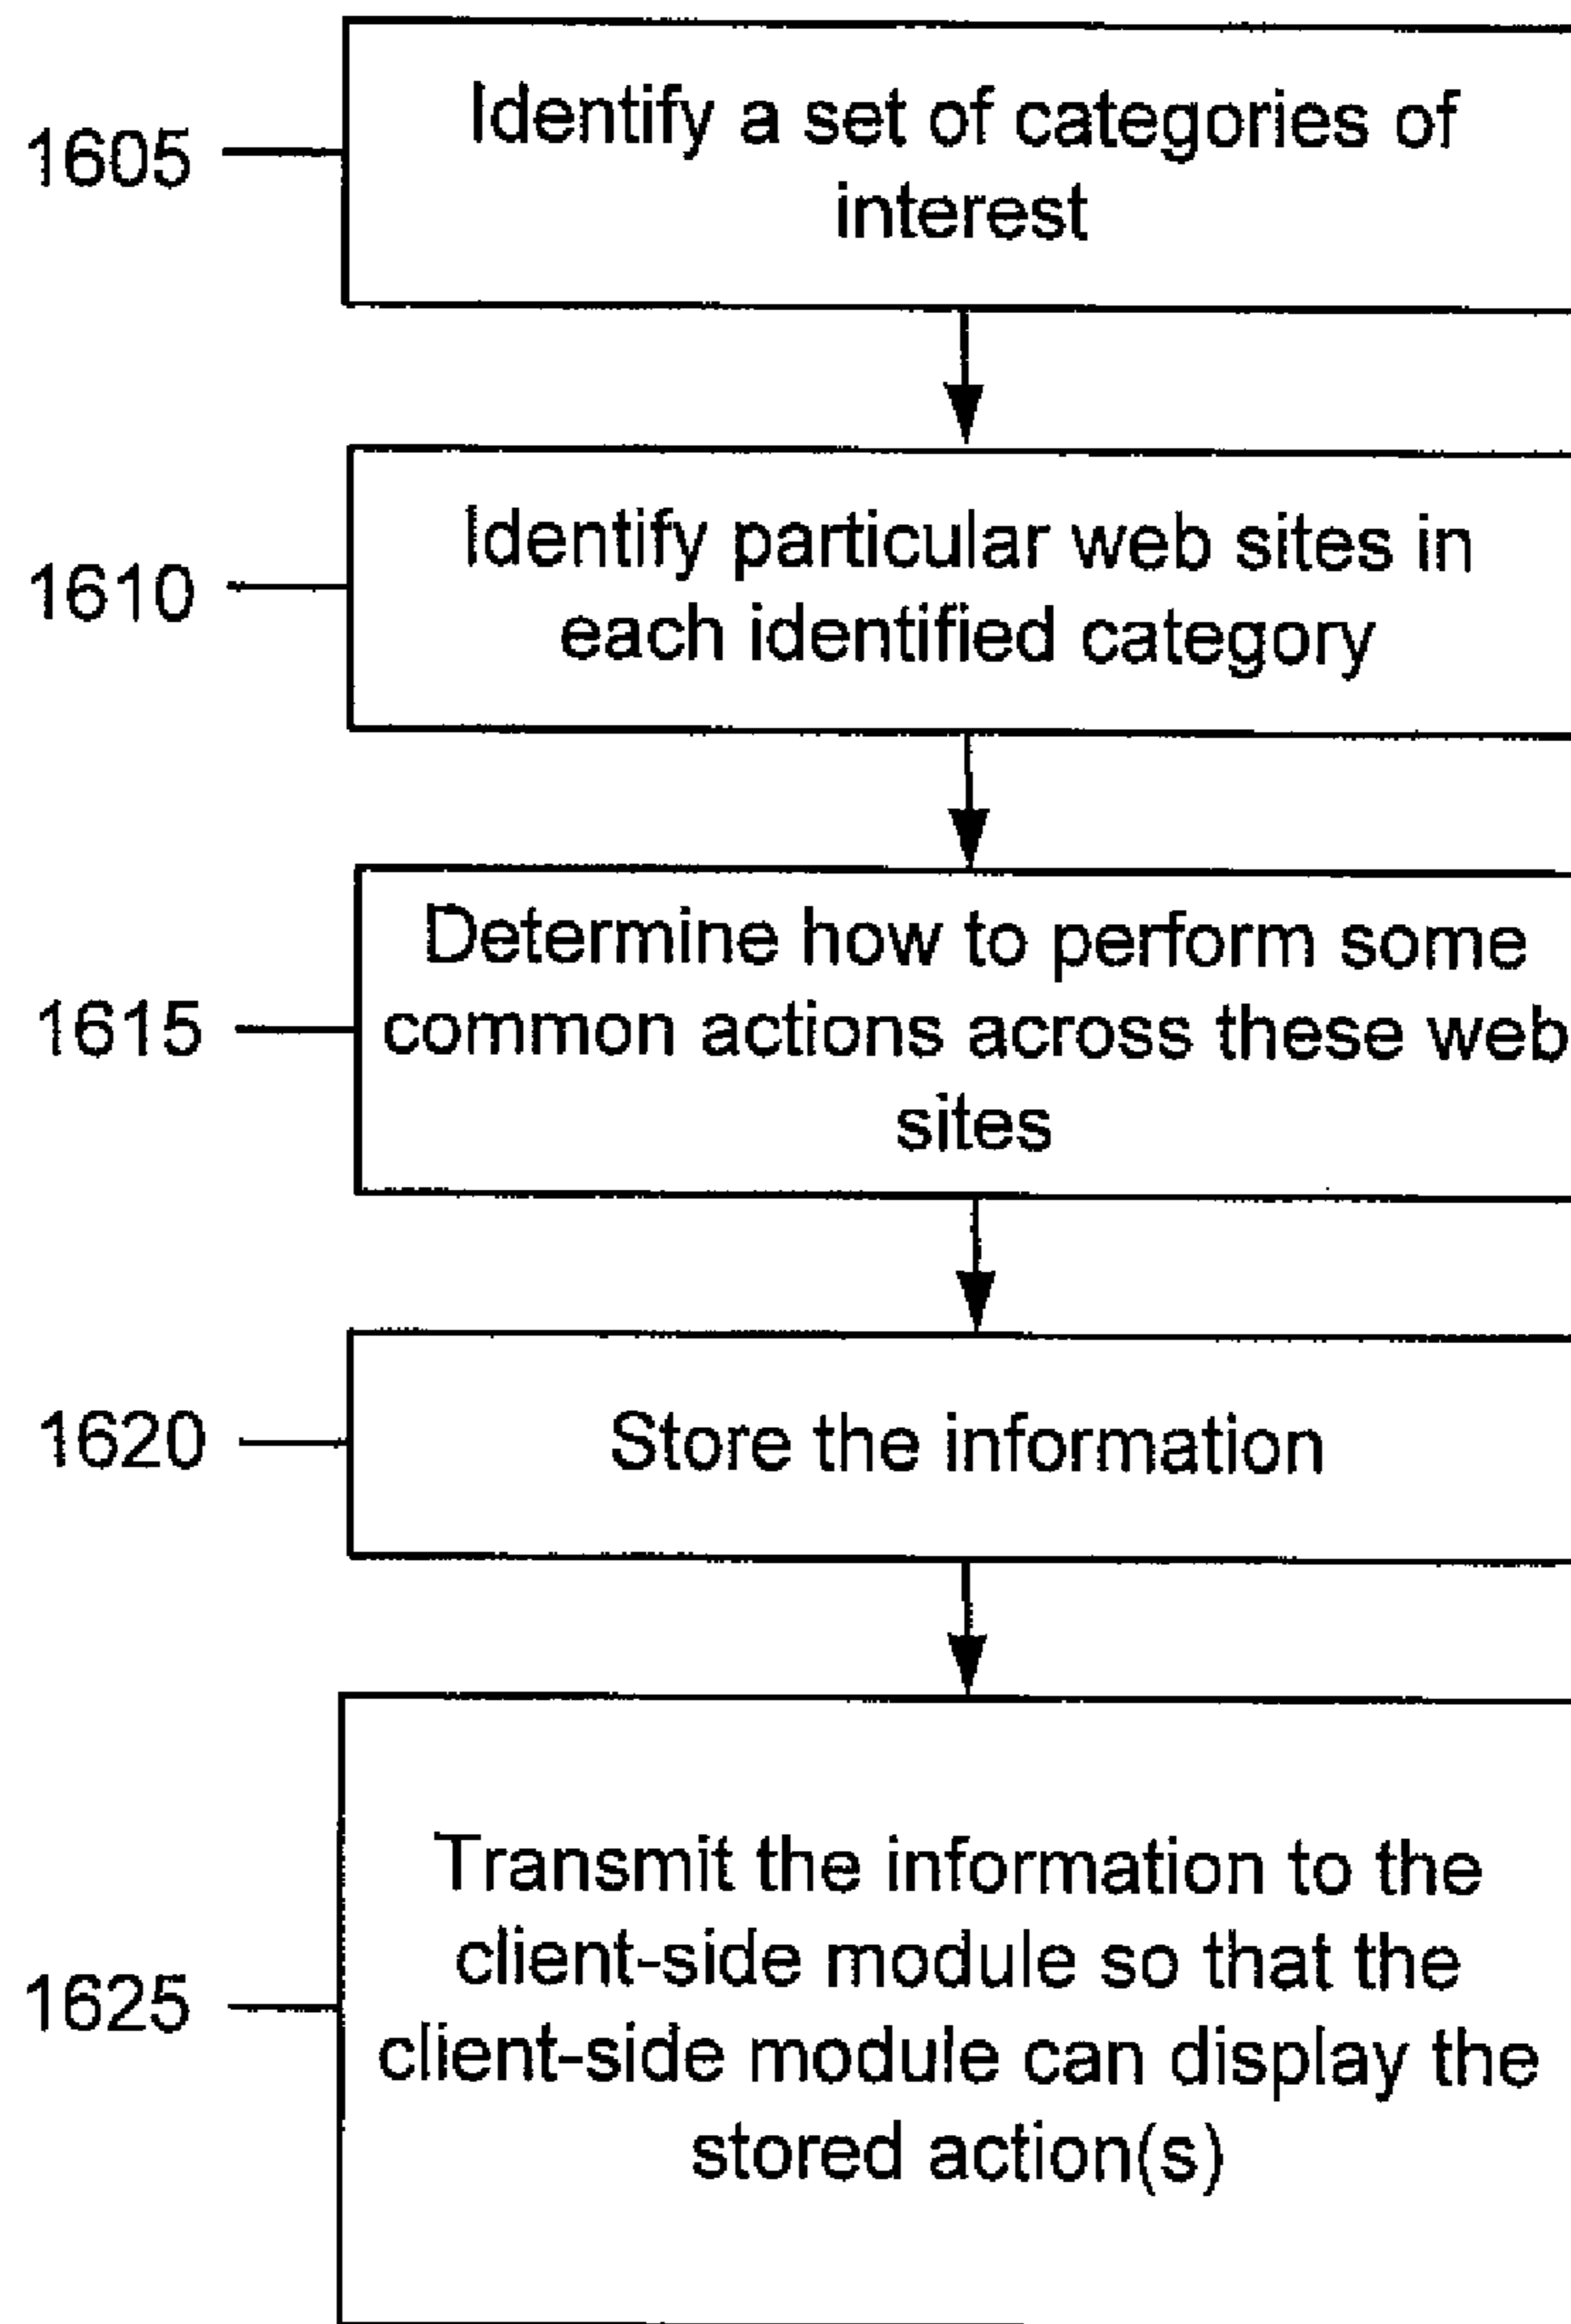 1605
Identify a set of categories of
interest
1610
Identify particular web sites in
each identified category
1615
Determine how to perform some
common actions across these web
sites
1620
Store the information
1625
Transmit the information to the
client-side module so that the
client-side module can display the
stored action(s)